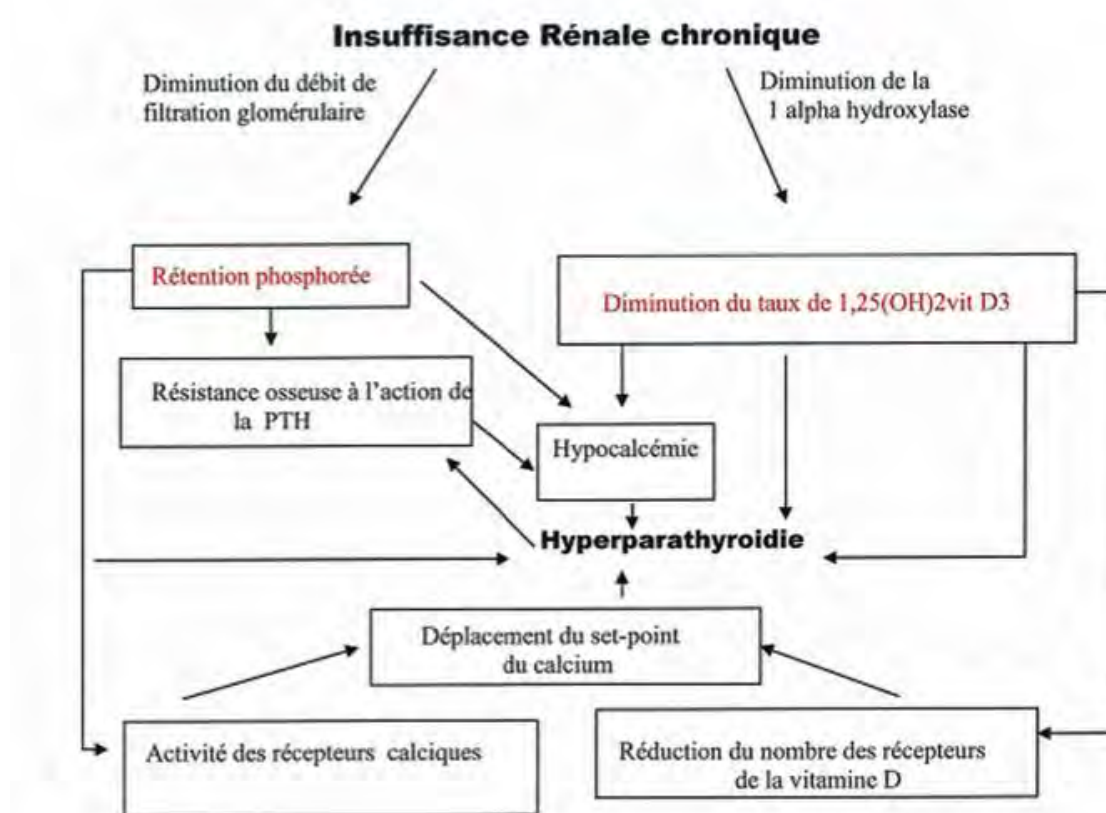 Insuffisance Rénale chronique
Diminution du débit de
filtration glomérulaire
Diminution de la
1 alpha hydroxylase
Rétention phosphorée
Diminution du taux de 1,25(OH)2vit D3
Résistance osseuse à l'action de
la PTH
Hypocalcémie
Hyperparathyroidie
Déplacement du set-point
du calcium
Activité des récepteurs calciques
Réduction du nombre des récepteurs
de la vitamine D